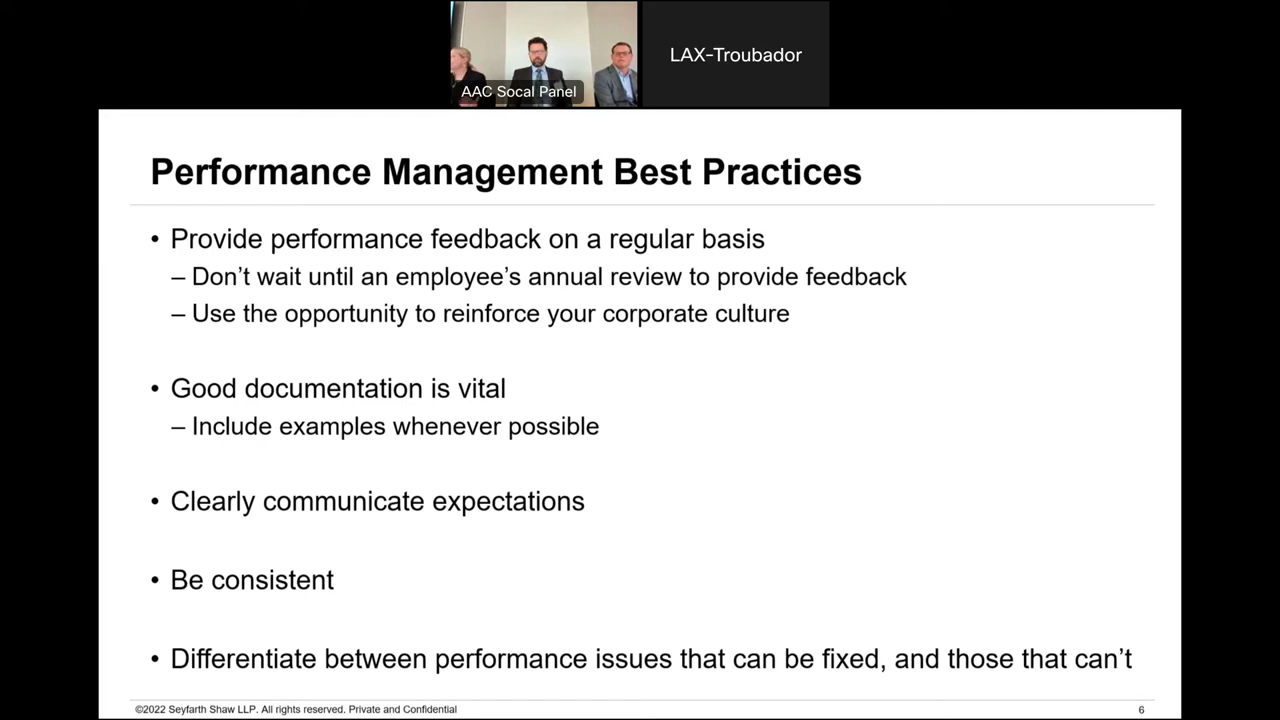 AAC Socal Panel
LAX-Troubador
Performance Management Best Practices
• Provide performance feedback on a regular basis
– Don’t wait until an employee’s annual review to provide feedback
– Use the opportunity to reinforce your corporate culture
• Good documentation is vital
– Include examples whenever possible
• Clearly communicate expectations
• Be consistent
• Differentiate between performance issues that can be fixed, and those that can’t
©2022 Seyfarth Shaw LLP. All rights reserved. Private and Confidential
6